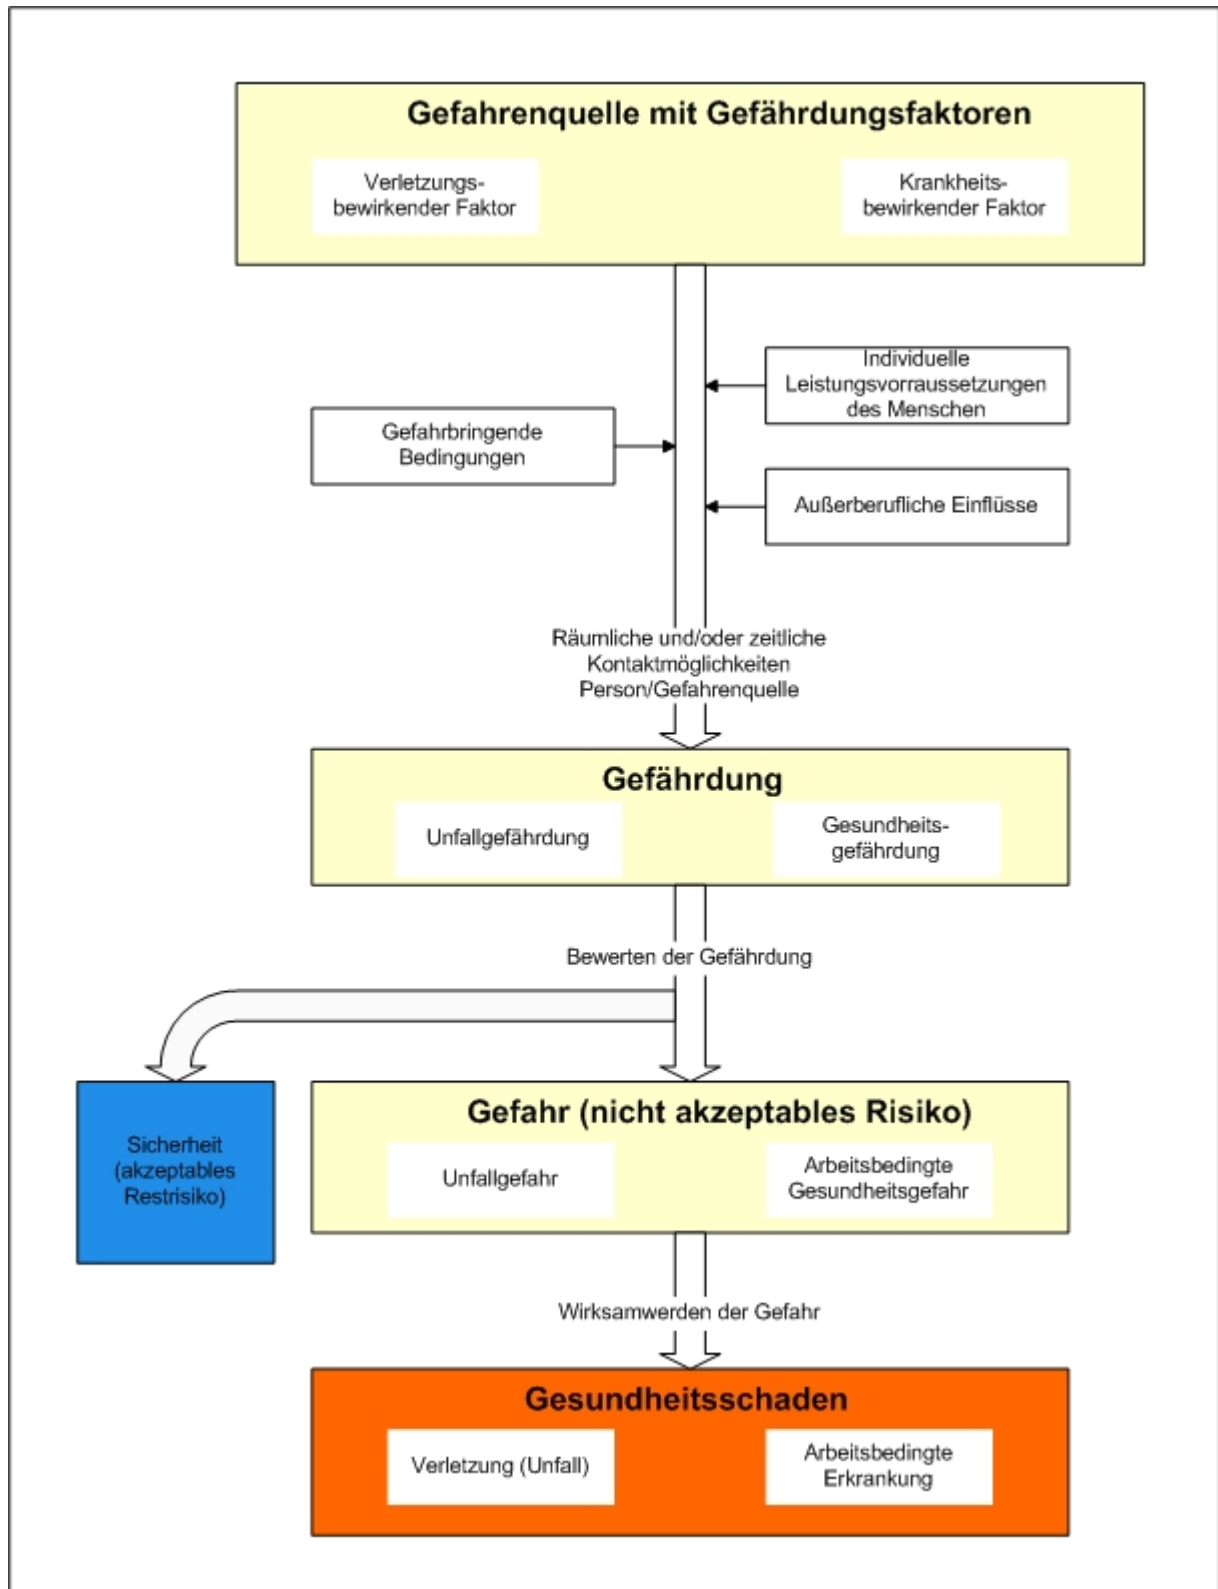 Gefahrenquelle mit Gefährdungsfaktoren
Verletzungs-
bewirkender Faktor
Krankheits-
bewirkender Faktor
Individuelle
Leistungsvorraussetzungen
des Menschen
Gefahrbringende
Bedingungen
Außerberufliche Einflüsse
Räumliche und/oder zeitliche
Kontaktmöglichkeiten
Person/Gefahrenquelle
Gefährdung
Unfallgefährdung
Gesundheits-
gefährdung
Bewerten der Gefährdung
Sicherheit
(akzeptables
Restrisiko)
Gefahr (nicht akzeptables Risiko)
Unfallgefahr
Arbeitsbedingte
Gesundheitsgefahr
Wirksamwerden der Gefahr
Gesundheitsschaden
Verletzung (Unfall)
Arbeitsbedingte
Erkrankung